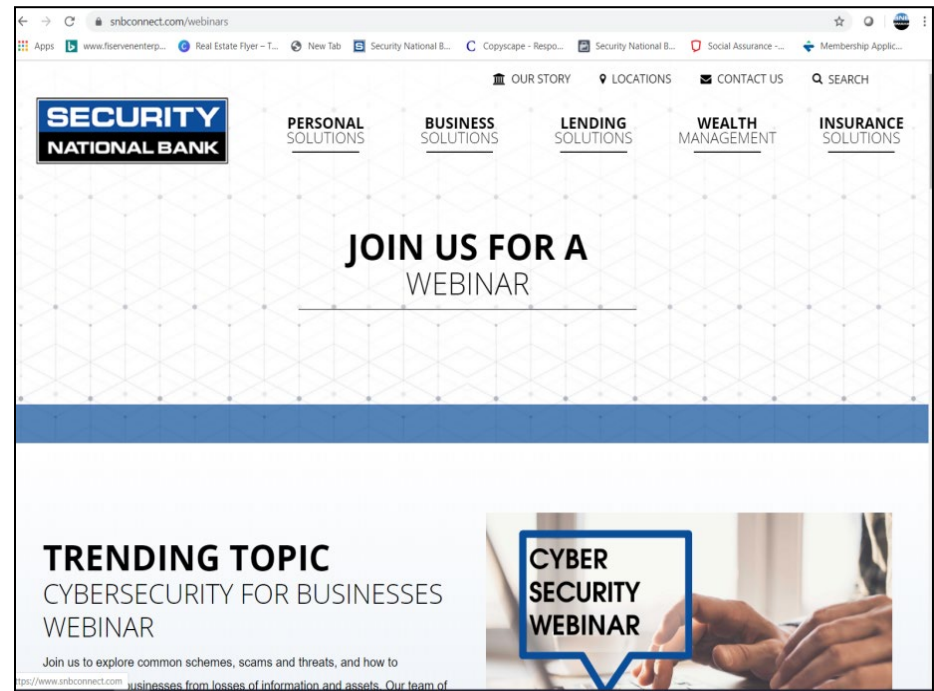 snbconnect.com/webinars
Apps www.fiservenenterp... Real Estate Flyer – T... New Tab Security National B... Copyscape - Respo... Security National B... Social Assurance -... Membership Applic...
OUR STORY LOCATIONS CONTACT US SEARCH
SECURITY
NATIONAL BANK
PERSONAL
SOLUTIONS
BUSINESS
SOLUTIONS
LENDING
SOLUTIONS
WEALTH
MANAGEMENT
INSURANCE
SOLUTIONS
JOIN US FOR A
WEBINAR
TRENDING TOPIC
CYBERSECURITY FOR BUSINESSES
WEBINAR
Join us to explore common schemes, scams and threats, and how to
businesses from losses of information and assets. Our team of
ttps://www.snbconnect.com
CYBER
SECURITY
WEBINAR